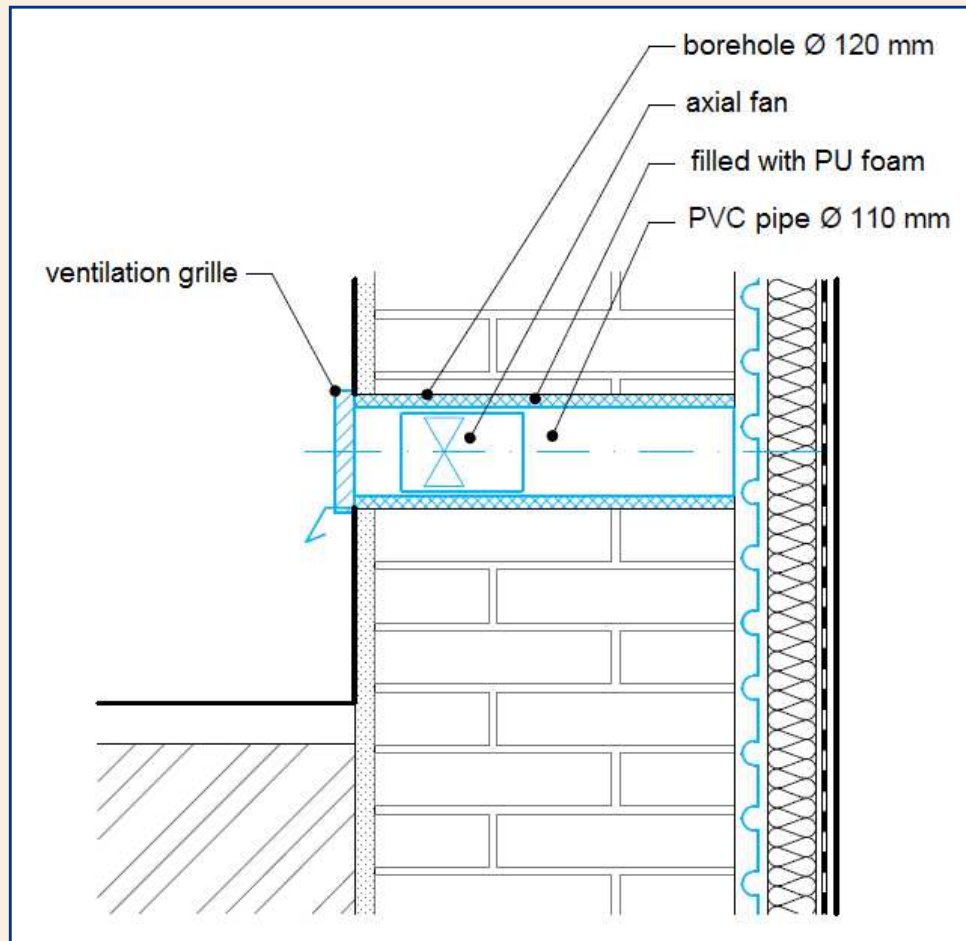 borehole Ø 120 mm
axial fan
filled with PU foam
PVC pipe Ø 110 mm
ventilation grille